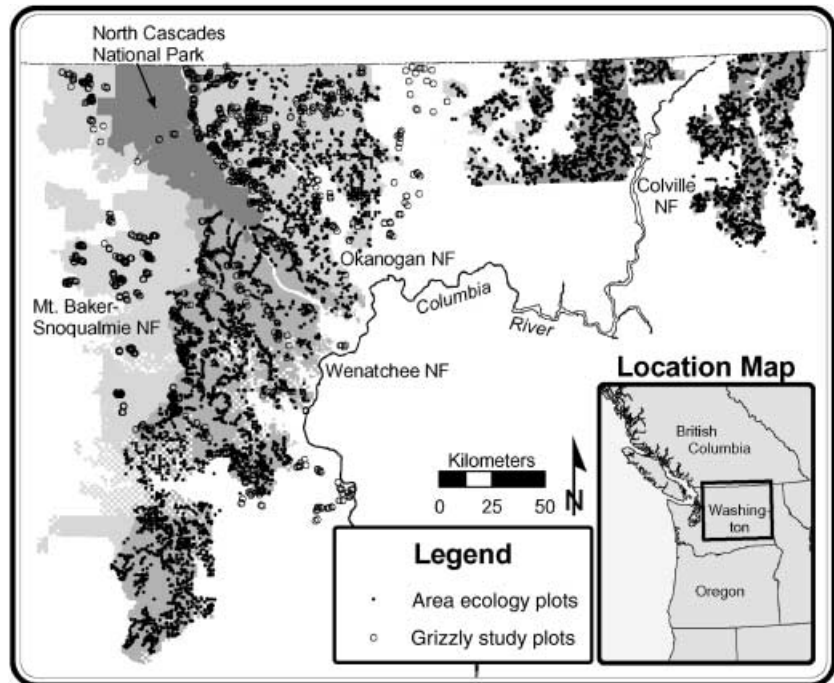 North Cascades
National Park
Colville
NF
Okanogan NF
Columbia
River
Mt. Baker-
Snoqualmie NF
Wenatchee NF
Location Map
British
Columbia
Washing-
ton
Oregon
Kilometers
0 25 50
N
Legend
Area ecology plots
Grizzly study plots